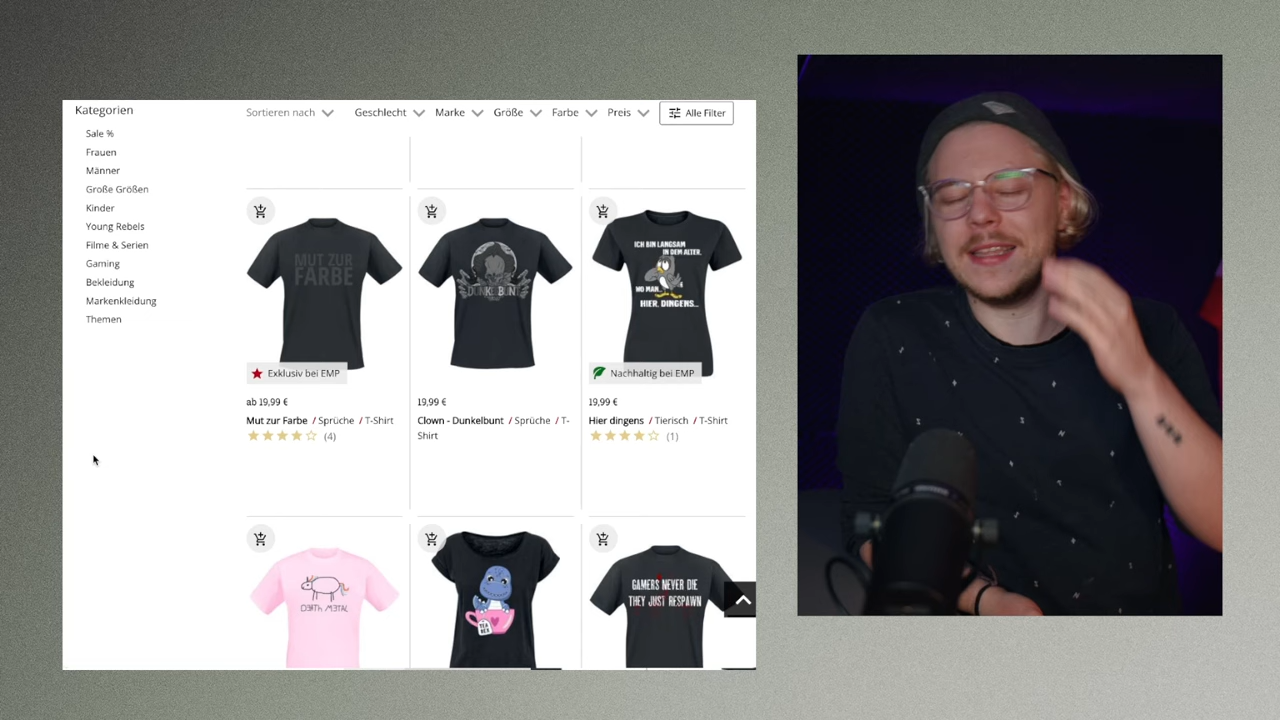 Kategorien
Sale %
Frauen
Männer
Große Größen
Kinder
Young Rebels
Filme & Serien
Gaming
Bekleidung
Markenkleidung
Themen
Sortieren nach
Geschlecht
Marke
Größe
Farbe
Preis
Alle Filter
MUT ZUR
FARBE
DUNKELBUNT
ICH BIN LANGSAM
IN DEM ALTER,
WO MAN...
HIER, DINGENS...
Exklusiv bei EMP
Nachhaltig bei EMP
ab 19,99 €
19,99 €
19,99 €
Mut zur Farbe / Sprüche / T-Shirt
(4)
Clown - Dunkelbunt / Sprüche / T-
Shirt
Hier dingens / Tierisch / T-Shirt
(1)
D3ÄTH M3TÄL
TEA
REX
GAMERS NEVER DIE
THEY JUST RESPAWN